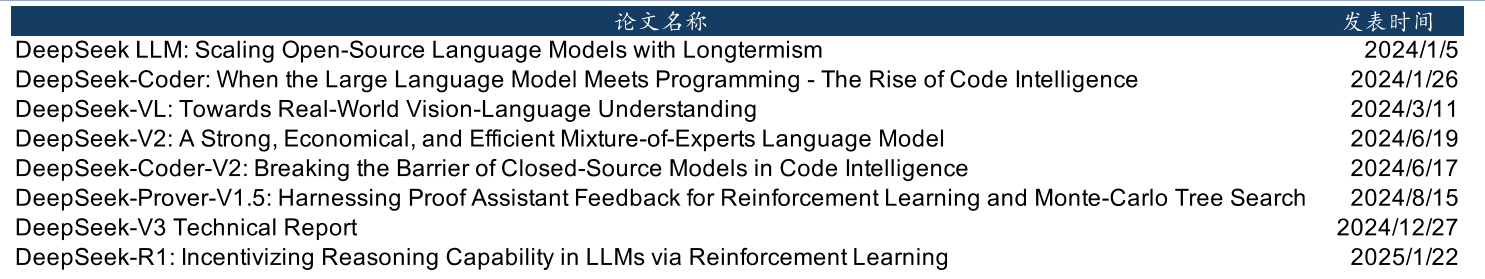 论文名称 发表时间
DeepSeek LLM: Scaling Open-Source Language Models with Longtermism 2024/1/5
DeepSeek-Coder: When the Large Language Model Meets Programming - The Rise of Code Intelligence 2024/1/26
DeepSeek-VL: Towards Real-World Vision-Language Understanding 2024/3/11
DeepSeek-V2: A Strong, Economical, and Efficient Mixture-of-Experts Language Model 2024/6/19
DeepSeek-Coder-V2: Breaking the Barrier of Closed-Source Models in Code Intelligence 2024/6/17
DeepSeek-Prover-V1.5: Harnessing Proof Assistant Feedback for Reinforcement Learning and Monte-Carlo Tree Search 2024/8/15
DeepSeek-V3 Technical Report 2024/12/27
DeepSeek-R1: Incentivizing Reasoning Capability in LLMs via Reinforcement Learning 2025/1/22